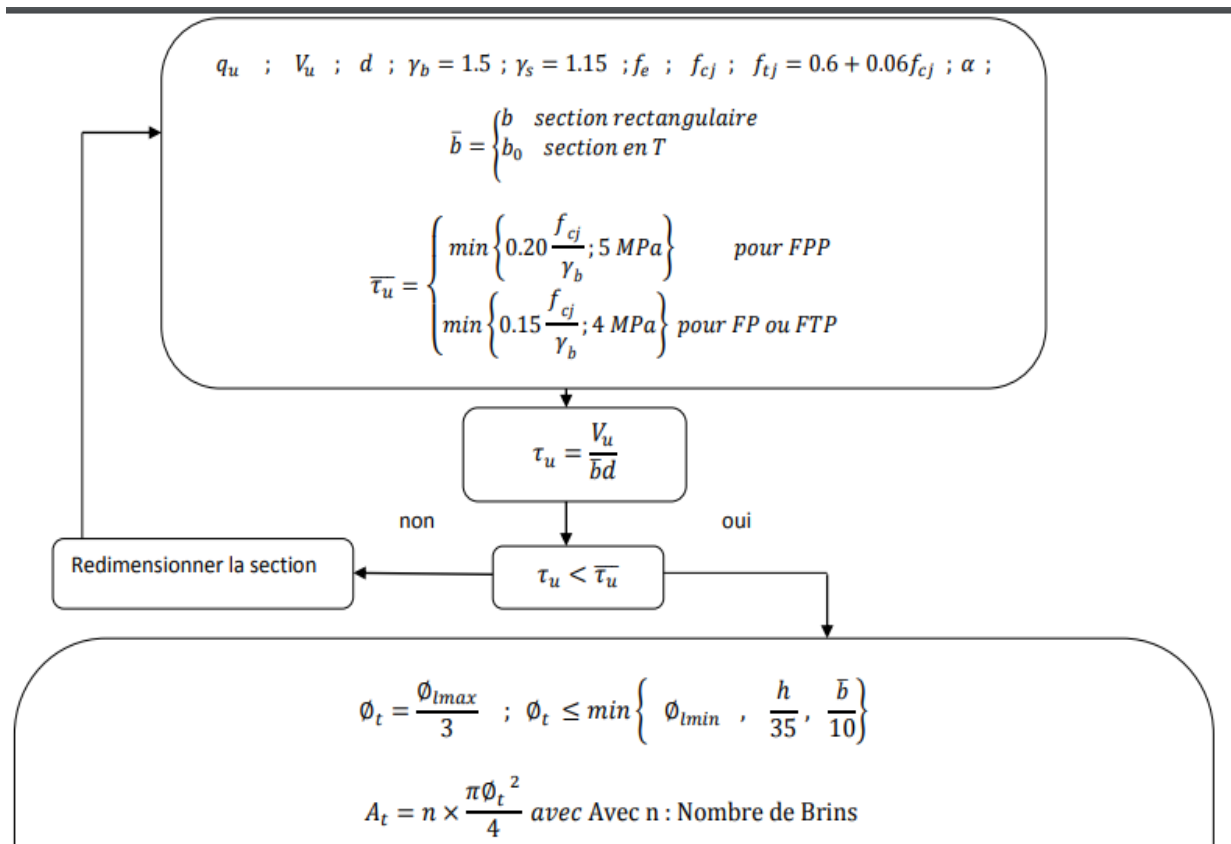 q_u ; V_u ; d ; γ_b = 1.5 ; γ_s = 1.15 ; f_e ; f_cj ; f_tj = 0.6 + 0.06f_cj ; α ;
b̄ = { b section rectangulaire
b_0 section en T
τ_u̅ = { min{0.20 f_cj/γ_b ; 5 MPa} pour FPP
min{0.15 f_cj/γ_b ; 4 MPa} pour FP ou FTP
τ_u = V_u/b̄d
non oui
Redimensionner la section
τ_u < τ_u̅
Ø_t = Ø_lmax/3 ; Ø_t ≤ min{ Ø_lmin , h/35 , b̄/10 }
A_t = n × πØ_t²/4 avec Avec n : Nombre de Brins